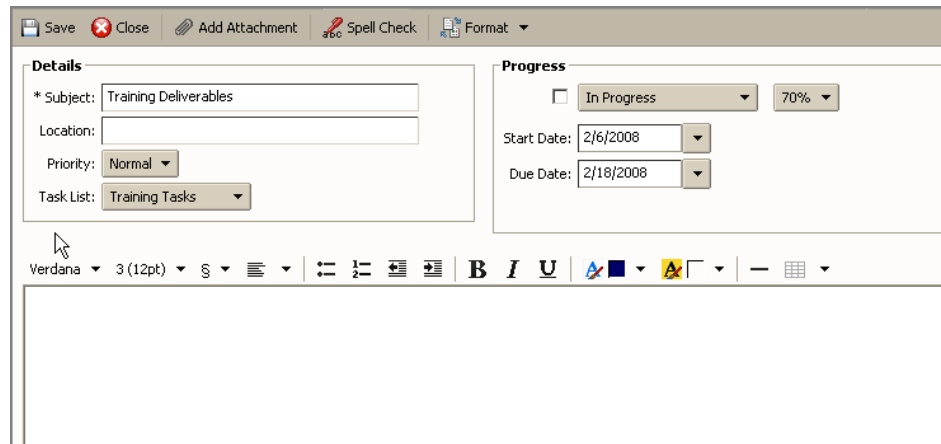 Save Close Add Attachment abc Spell Check Format
Details
* Subject: Training Deliverables
Location:
Priority: Normal
Task List: Training Tasks
Progress
In Progress 70%
Start Date: 2/6/2008
Due Date: 2/18/2008
Verdana 3 (12pt) § B I U A A